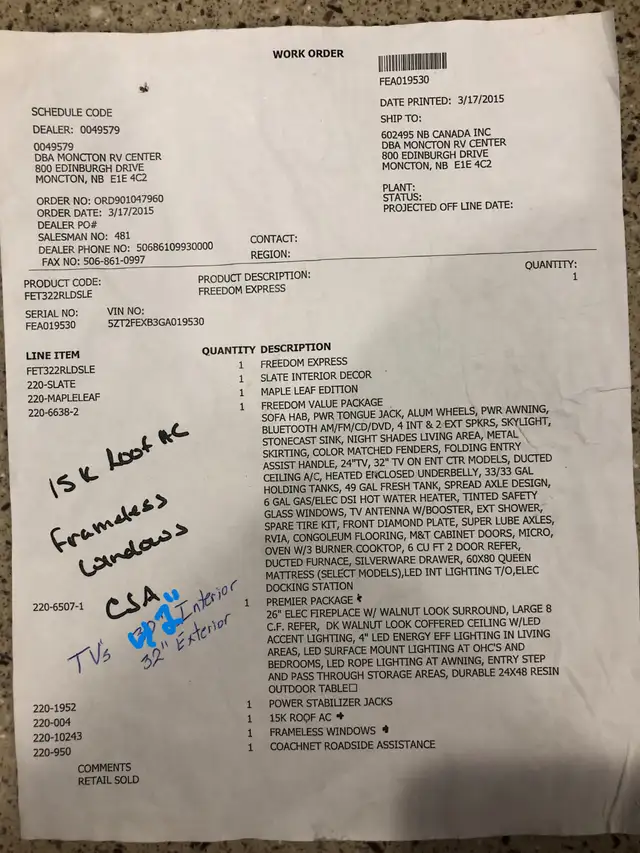 WORK ORDER
FEA019530
DATE PRINTED: 3/17/2015
SCHEDULE CODE
SHIP TO:
DEALER: 0049579
602495 NB CANADA INC
DBA MONCTON RV CENTER
800 EDINBURGH DRIVE
MONCTON, NB E1E 4C2
0049579
DBA MONCTON RV CENTER
800 EDINBURGH DRIVE
MONCTON, NB E1E 4C2
PLANT:
STATUS:
PROJECTED OFF LINE DATE:
ORDER NO: ORD901047960
ORDER DATE: 3/17/2015
DEALER PO#
SALESMAN NO: 481
DEALER PHONE NO: 50686109930000
FAX NO: 506-861-0997
CONTACT:
REGION:
PRODUCT CODE: PRODUCT DESCRIPTION: QUANTITY:
FET322RLDSLE FREEDOM EXPRESS 1
SERIAL NO: VIN NO:
FEA019530 5ZT2FEXB3GA019530
LINE ITEM QUANTITY DESCRIPTION
FET322RLDSLE 1 FREEDOM EXPRESS
220-SLATE 1 SLATE INTERIOR DECOR
220-MAPLELEAF 1 MAPLE LEAF EDITION
220-6638-2 1 FREEDOM VALUE PACKAGE
SOFA HAB, PWR TONGUE JACK, ALUM WHEELS, PWR AWNING,
BLUETOOTH AM/FM/CD/DVD, 4 INT & 2 EXT SPKRS, SKYLIGHT,
STONECAST SINK, NIGHT SHADES LIVING AREA, METAL
SKIRTING, COLOR MATCHED FENDERS, FOLDING ENTRY
ASSIST HANDLE, 24"TV, 32" TV ON ENT CTR MODELS, DUCTED
CEILING A/C, HEATED ENCLOSED UNDERBELLY, 33/33 GAL
HOLDING TANKS, 49 GAL FRESH TANK, SPREAD AXLE DESIGN,
6 GAL GAS/ELEC DSI HOT WATER HEATER, TINTED SAFETY
GLASS WINDOWS, TV ANTENNA W/BOOSTER, EXT SHOWER,
SPARE TIRE KIT, FRONT DIAMOND PLATE, SUPER LUBE AXLES,
RVIA, CONGOLEUM FLOORING, M&T CABINET DOORS, MICRO,
OVEN W/3 BURNER COOKTOP, 6 CU FT 2 DOOR REFER,
DUCTED FURNACE, SILVERWARE DRAWER, 60X80 QUEEN
MATTRESS (SELECT MODELS),LED INT LIGHTING T/O,ELEC
DOCKING STATION
15K Roof AC
Frameless
windows
CSA
TV's Interior
32" Exterior
220-6507-1 1 PREMIER PACKAGE
26" ELEC FIREPLACE W/ WALNUT LOOK SURROUND, LARGE 8
C.F. REFER, DK WALNUT LOOK COFFERED CEILING W/LED
ACCENT LIGHTING, 4" LED ENERGY EFF LIGHTING IN LIVING
AREAS, LED SURFACE MOUNT LIGHTING AT OHC'S AND
BEDROOMS, LED ROPE LIGHTING AT AWNING, ENTRY STEP
AND PASS THROUGH STORAGE AREAS, DURABLE 24X48 RESIN
OUTDOOR TABLE
220-1952 1 POWER STABILIZER JACKS
220-004 1 15K ROOF AC
220-10243 1 FRAMELESS WINDOWS
220-950 1 COACHNET ROADSIDE ASSISTANCE
COMMENTS
RETAIL SOLD